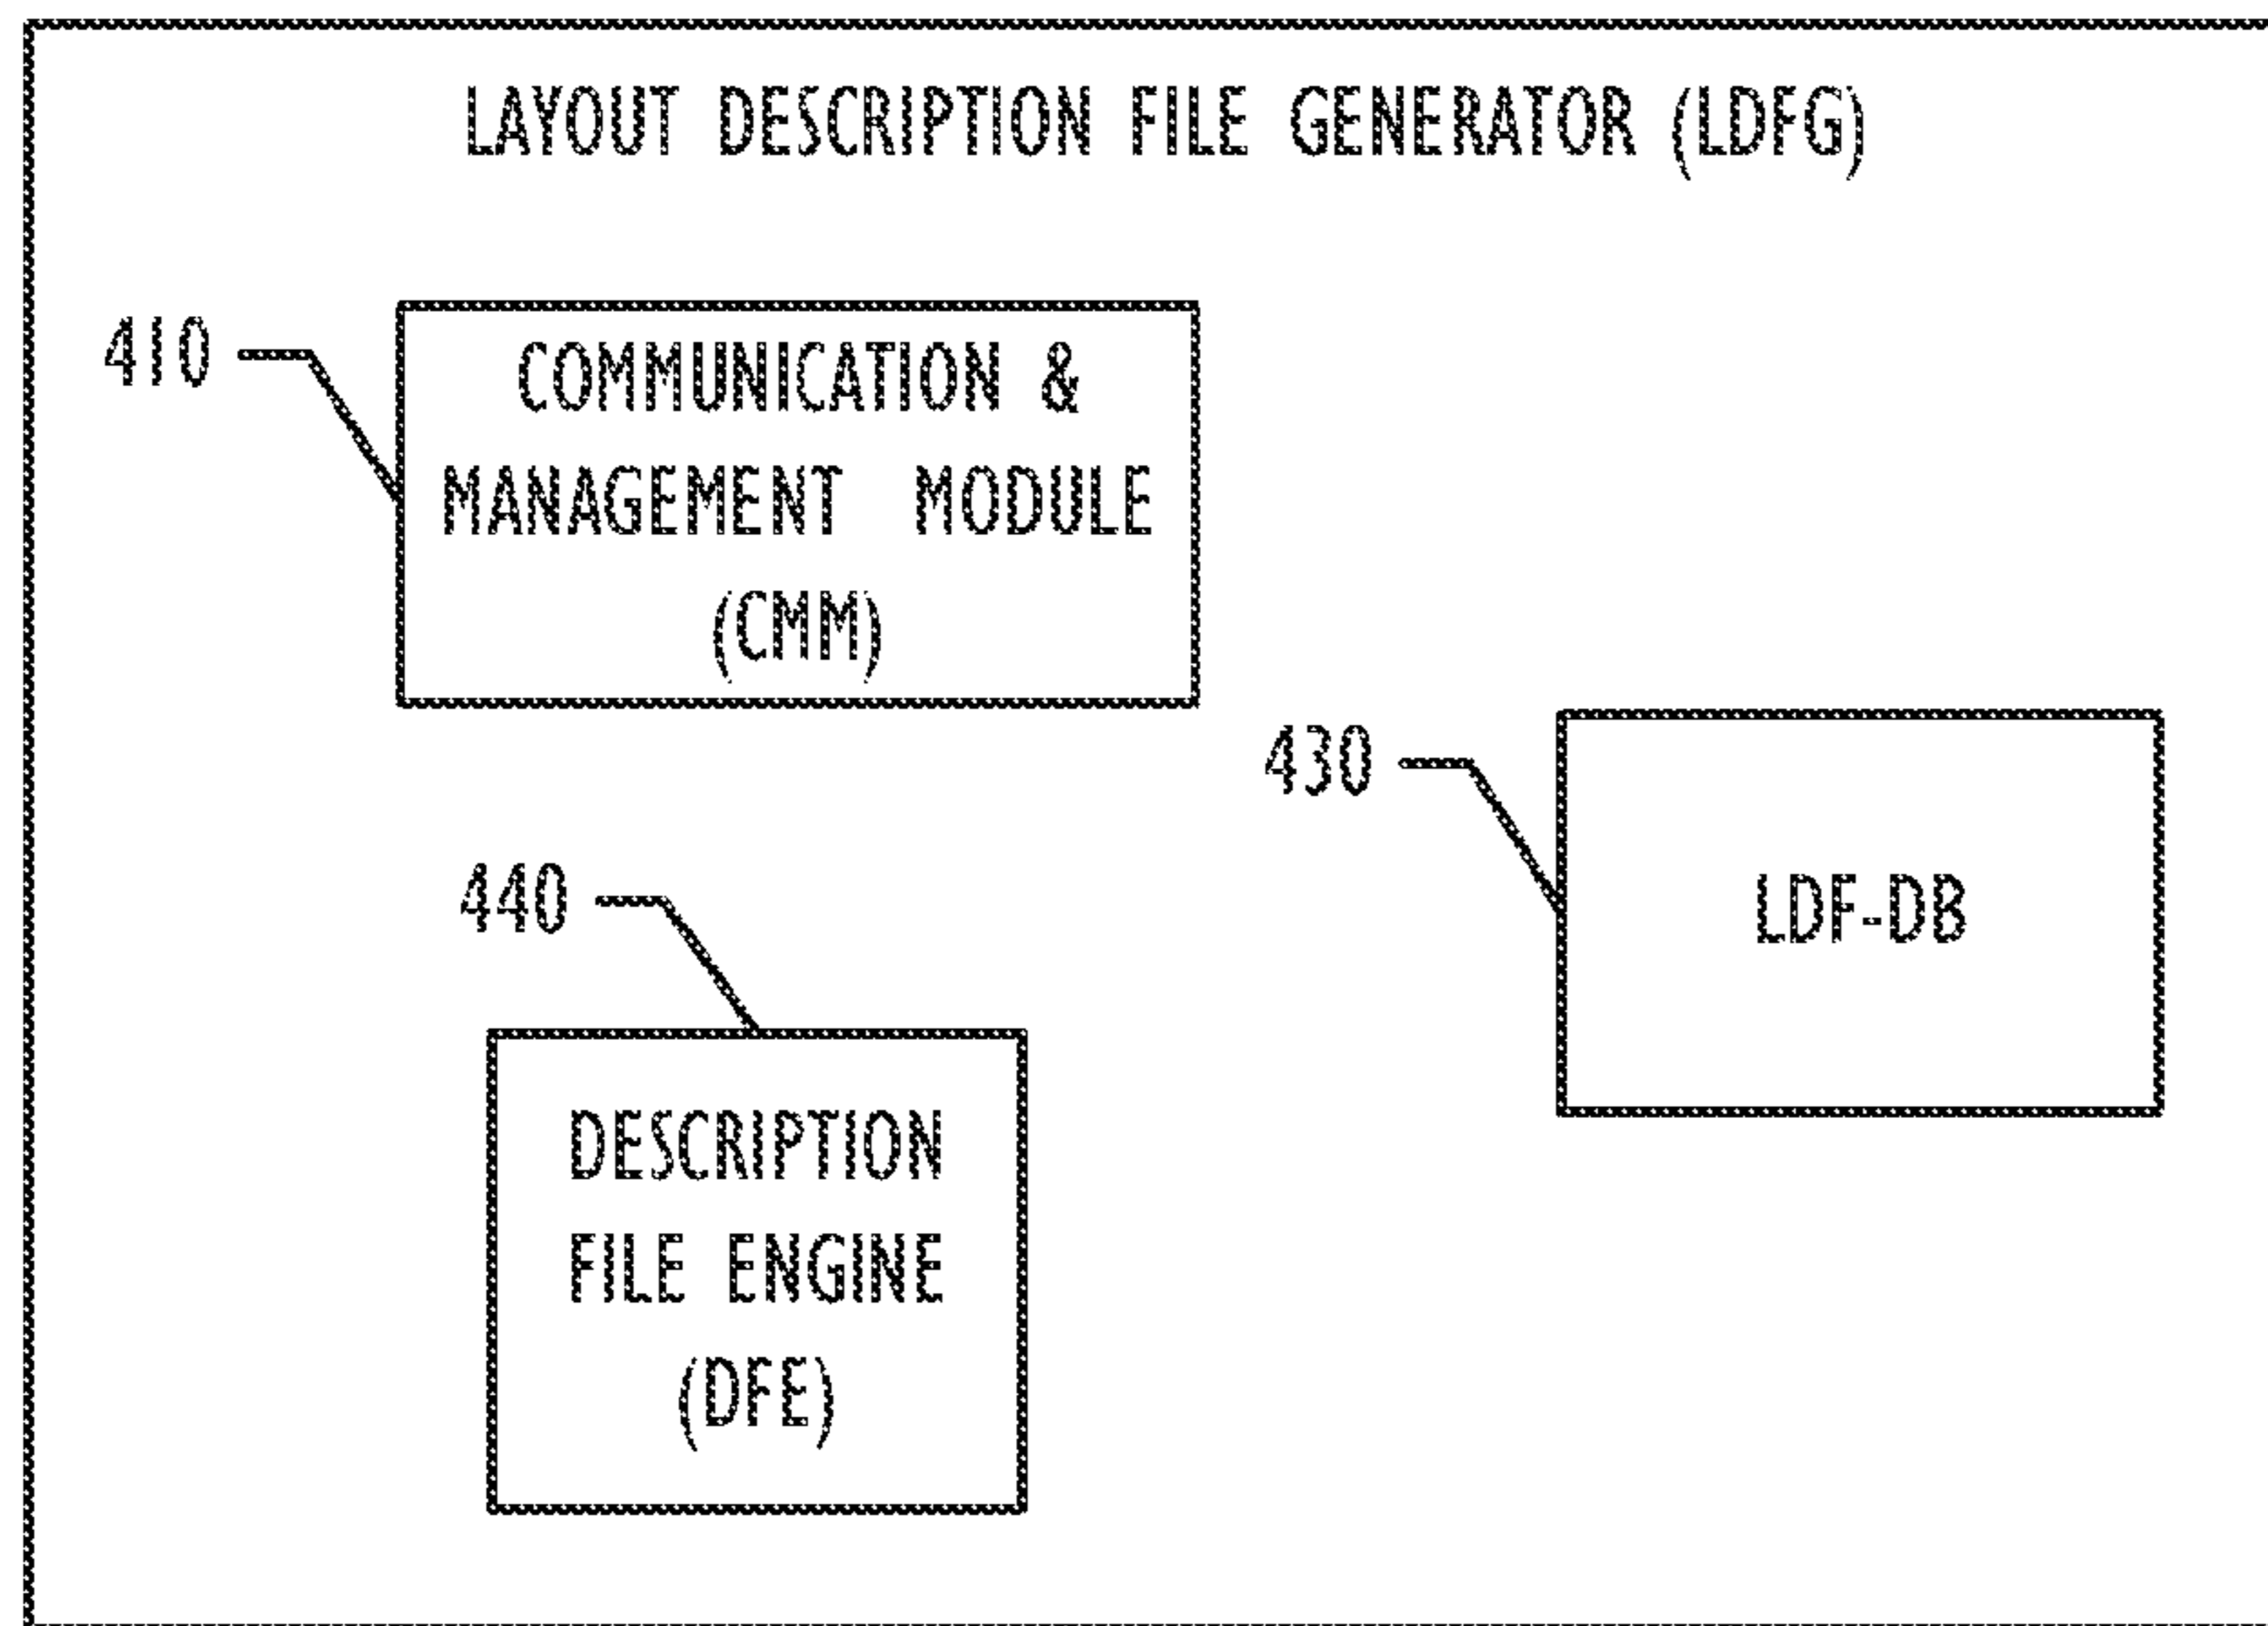 LAYOUT DESCRIPTION FILE GENERATOR (LDFG)
410
COMMUNICATION &
MANAGEMENT MODULE
(CMM)
430
LDF-DB
440
DESCRIPTION
FILE ENGINE
(DFE)